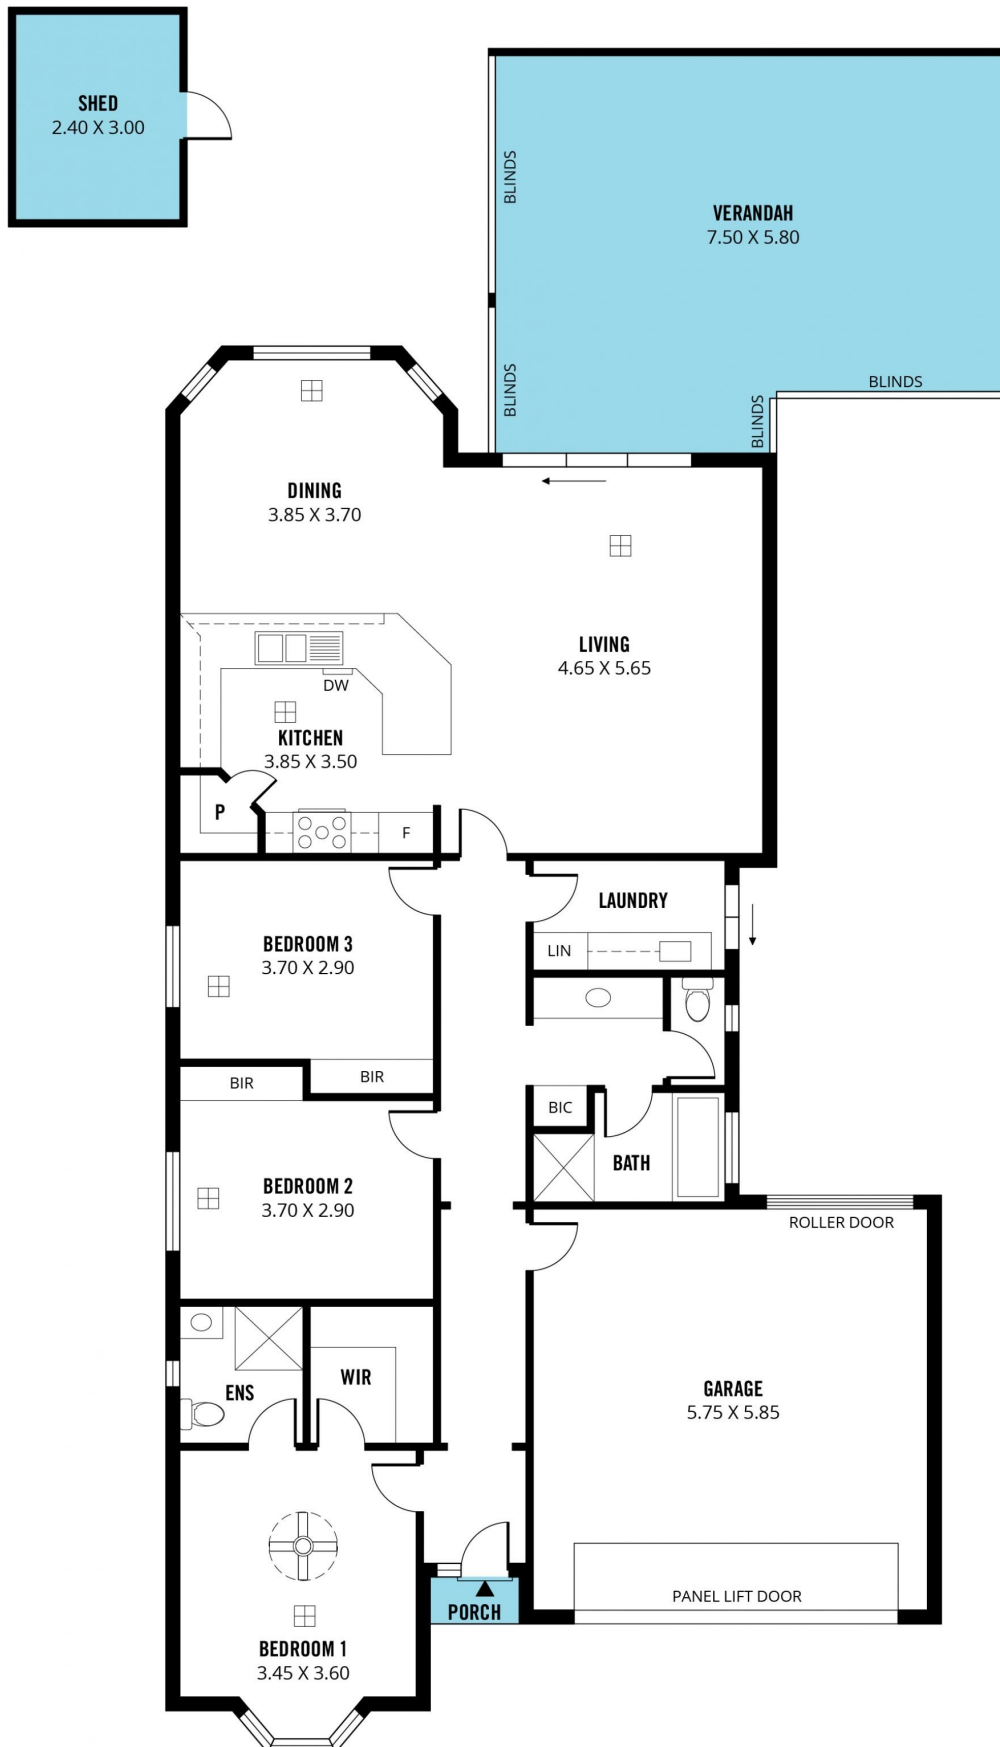 SHED
2.40 X 3.00
BLINDS
VERANDAH
7.50 X 5.80
BLINDS
BLINDS
BLINDS
DINING
3.85 X 3.70
LIVING
4.65 X 5.65
DW
KITCHEN
3.85 X 3.50
P
F
LAUNDRY
LIN
BEDROOM 3
3.70 X 2.90
BIR
BIR
BIC
BATH
BEDROOM 2
3.70 X 2.90
ROLLER DOOR
ENS
WIR
GARAGE
5.75 X 5.85
PANEL LIFT DOOR
PORCH
BEDROOM 1
3.45 X 3.60